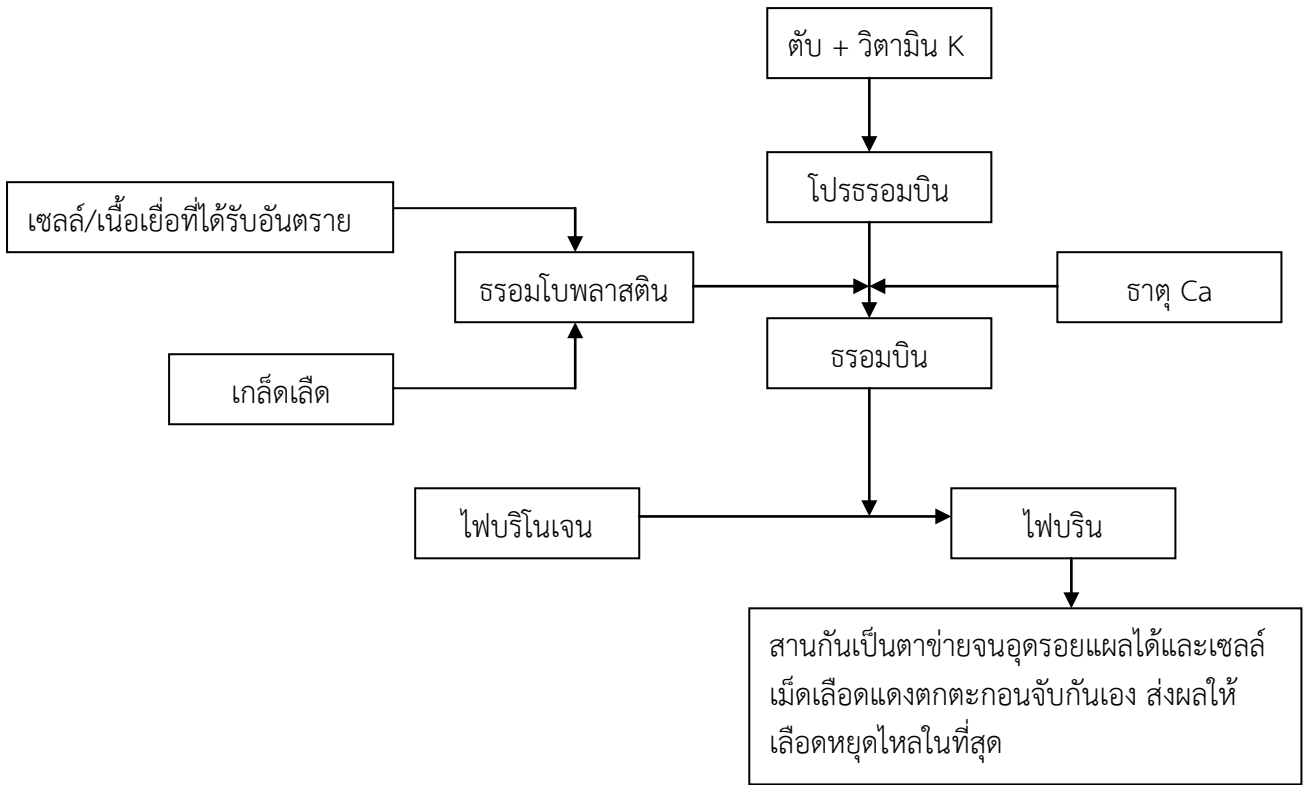 ตับ + วิตามิน K
โปรธรอมบิน
เซลล์/เนื้อเยื่อที่ได้รับอันตราย
ธรอมโบพลาสติน
ธาตุ Ca
ธรอมบิน
เกล็ดเลืด
ไฟบริโนเจน
ไฟบริน
สานกันเป็นตาข่ายจนอุดรอยแผลได้และเซลล์
เม็ดเลือดแดงตกตะกอนจับกันเอง ส่งผลให้
เลือดหยุดไหลในที่สุด